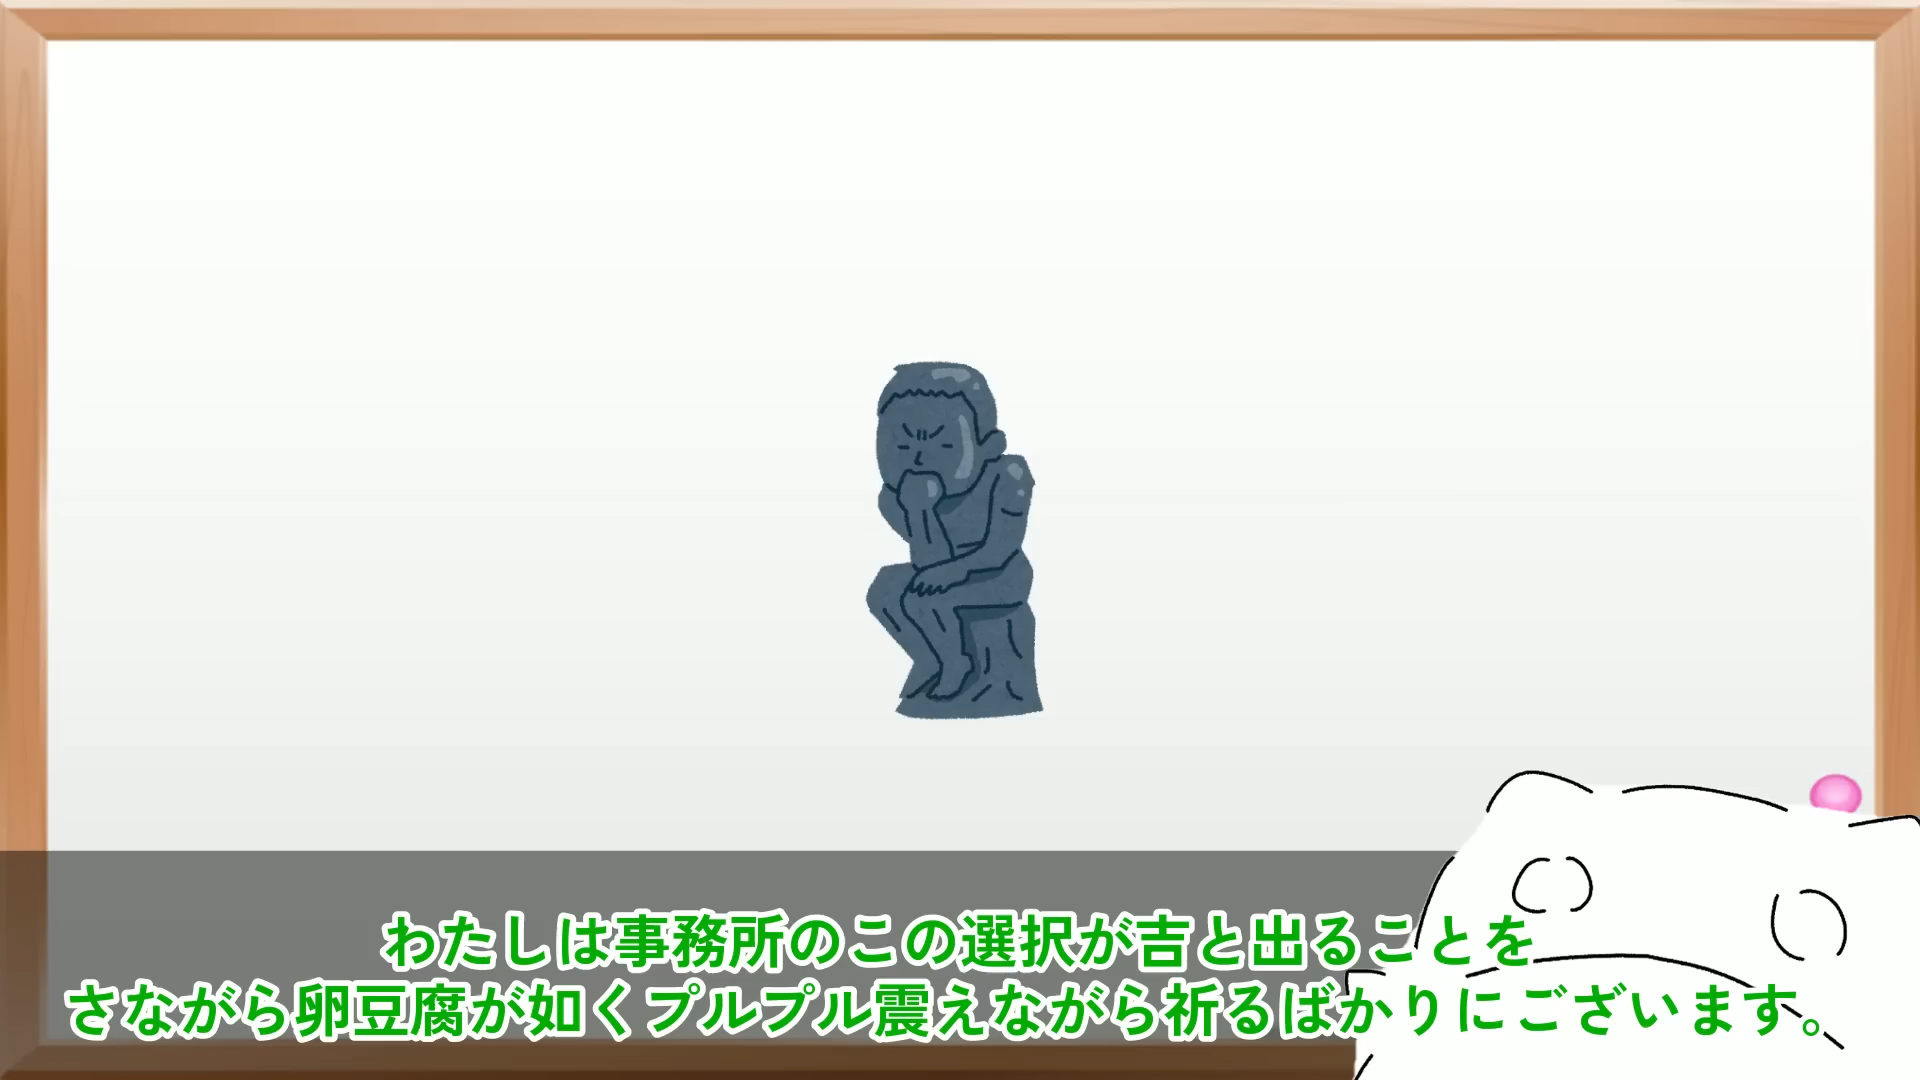 わたしは事務所のこの選択が吉と出ることを
さながら卵豆腐が如くプルプル震えながら祈るばかりにございます。